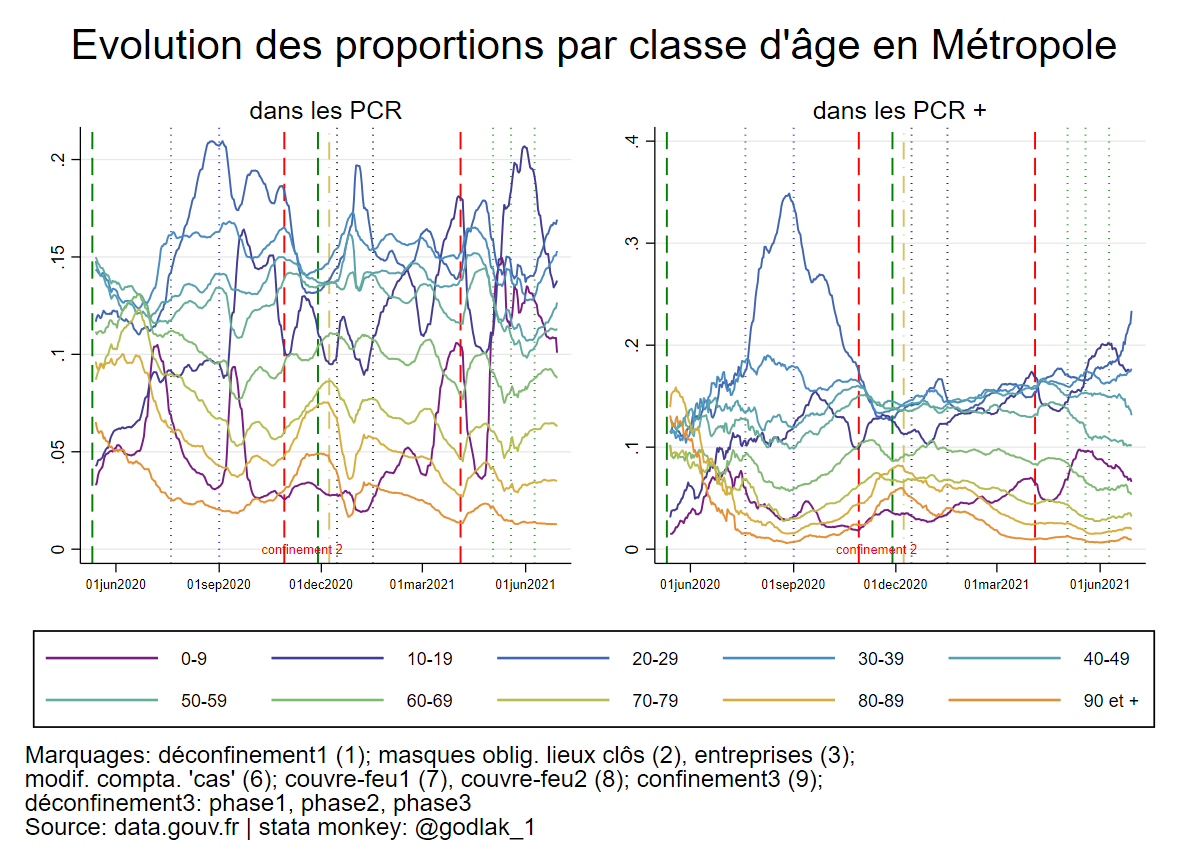 Evolution des proportions par classe d'âge en Métropole
dans les PCR
dans les PCR +
.2
.15
.1
.05
0
confinement 2
01jun2020 01sep2020 01dec2020 01mar2021 01jun2021
.4
.3
.2
.1
0
confinement 2
01jun2020 01sep2020 01dec2020 01mar2021 01jun2021
0-9 10-19 20-29 30-39 40-49
50-59 60-69 70-79 80-89 90 et +
Marquages: déconfinement1 (1); masques oblig. lieux clôs (2), entreprises (3);
modif. compta. 'cas' (6); couvre-feu1 (7), couvre-feu2 (8); confinement3 (9);
déconfinement3: phase1, phase2, phase3
Source: data.gouv.fr | stata monkey: @godlak_1